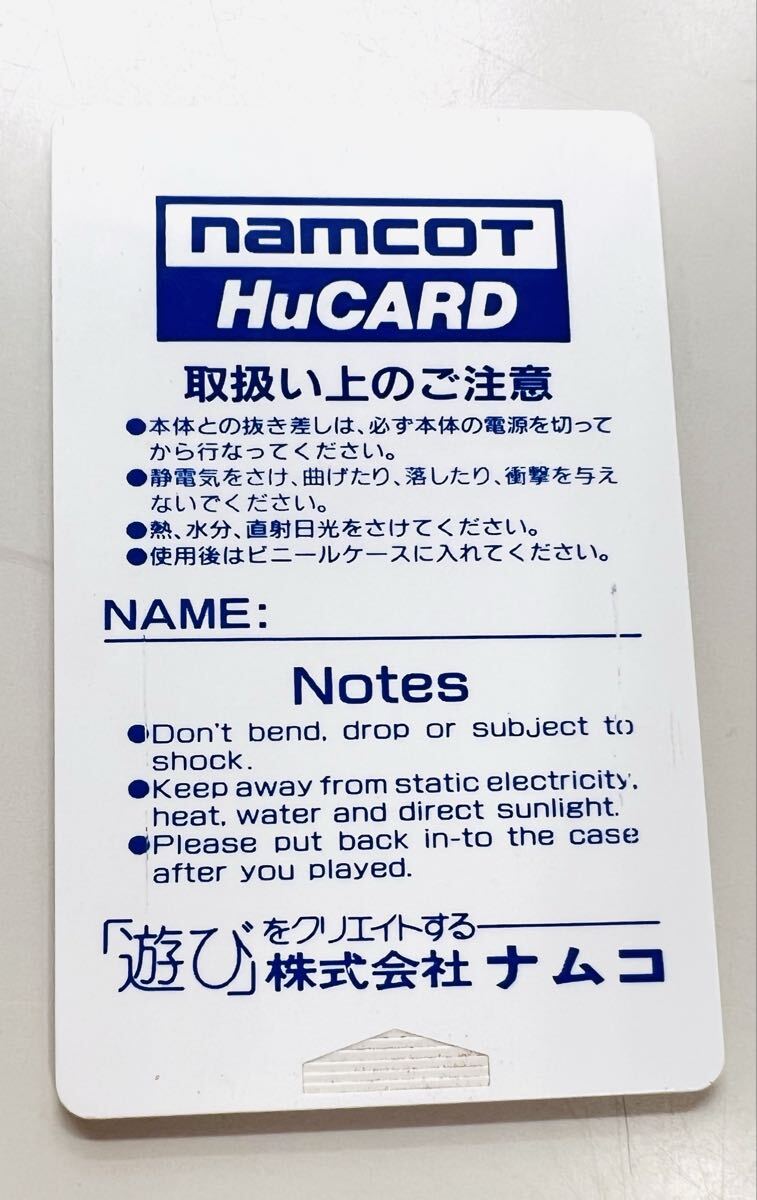 namcoT
HuCARD
取扱い上のご注意
●本体との抜き差しは、必ず本体の電源を切って
から行なってください。
●静電気をさけ、曲げたり、落したり、衝撃を与え
ないでください。
●熱、水分、直射日光をさけてください。
●使用後はビニールケースに入れてください。
NAME:
Notes
●Don't bend, drop or subject to
shock.
●Keep away from static electricity,
heat, water and direct sunlight.
●Please put back in-to the case
after you played.
「遊び」をクリエイトする
株式会社ナムコ